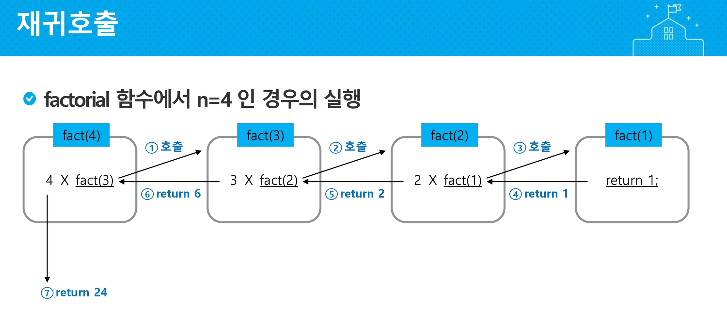 재귀호출
factorial 함수에서 n=4 인 경우의 실행
fact(4) fact(3) fact(2) fact(1)
① 호출 ② 호출 ③ 호출
4 X fact(3) 3 X fact(2) 2 X fact(1) return 1;
⑥ return 6 ⑤ return 2 ④ return 1
⑦ return 24